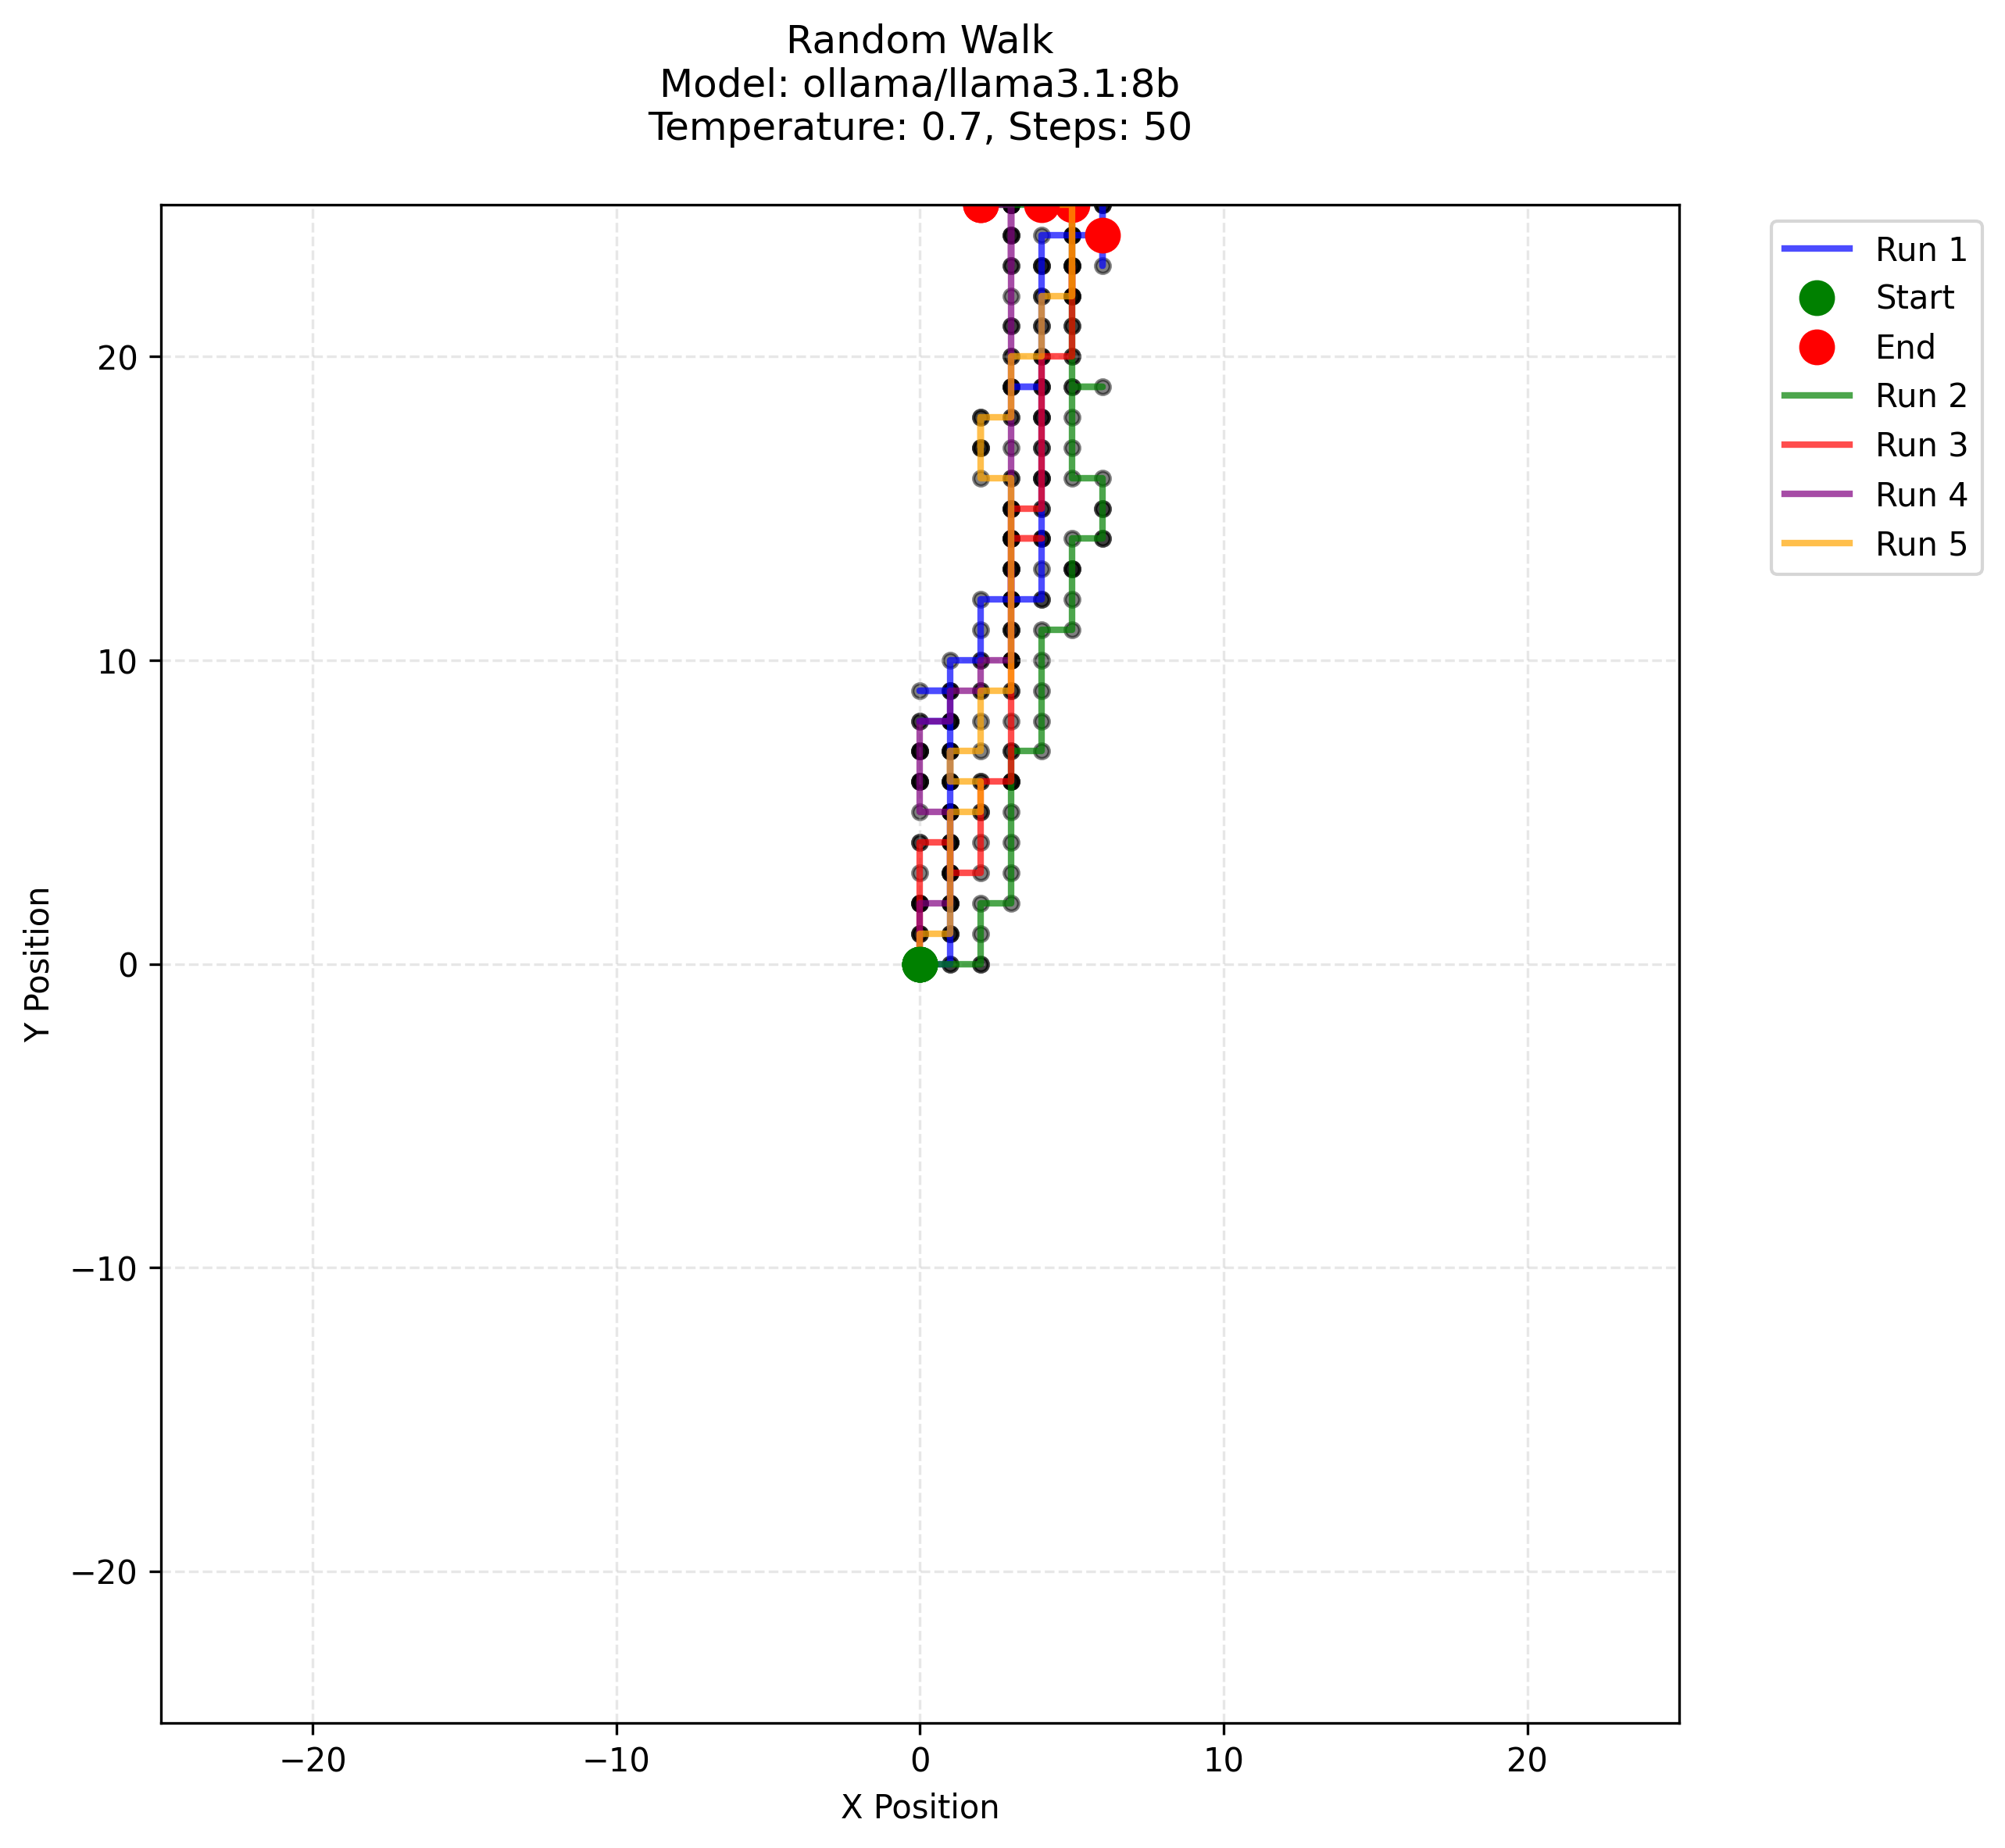 Random Walk
Model: ollama/llama3.1:8b
Temperature: 0.7, Steps: 50
Run 1
Start
End
Run 2
Run 3
Run 4
Run 5
Y Position
20
10
0
−10
−20
−20
−10
0
10
20
X Position